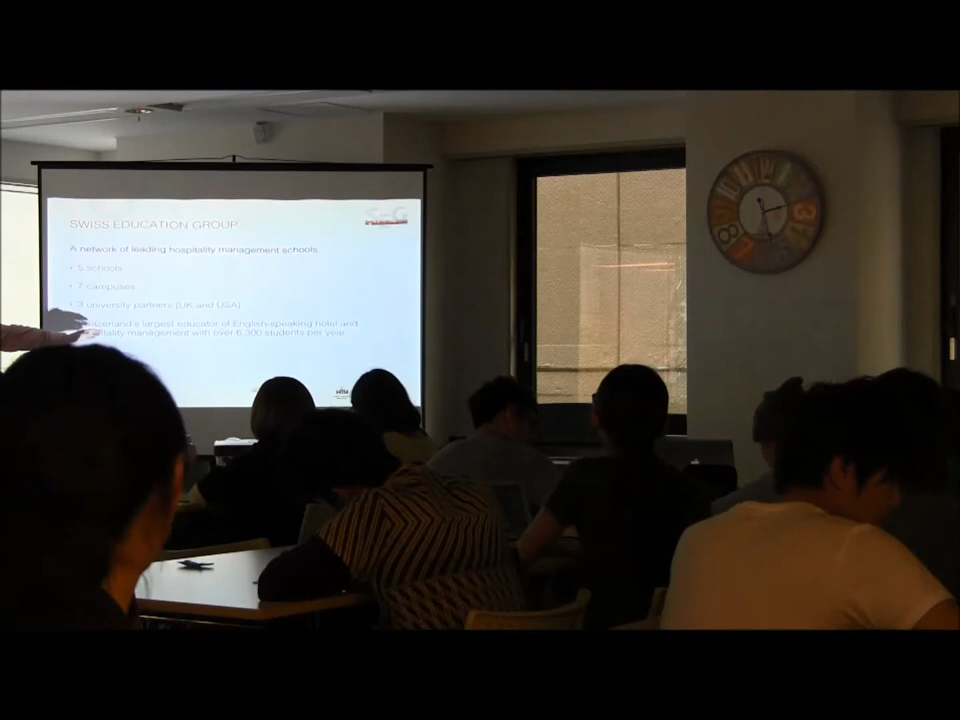 SWISS EDUCATION GROUP
SEG
A network of leading hospitality management schools
• 5 schools
• 7 campuses
• 3 university partners (UK and USA)
largest educator of English-speaking hotel and
management with over 6,300 students per year